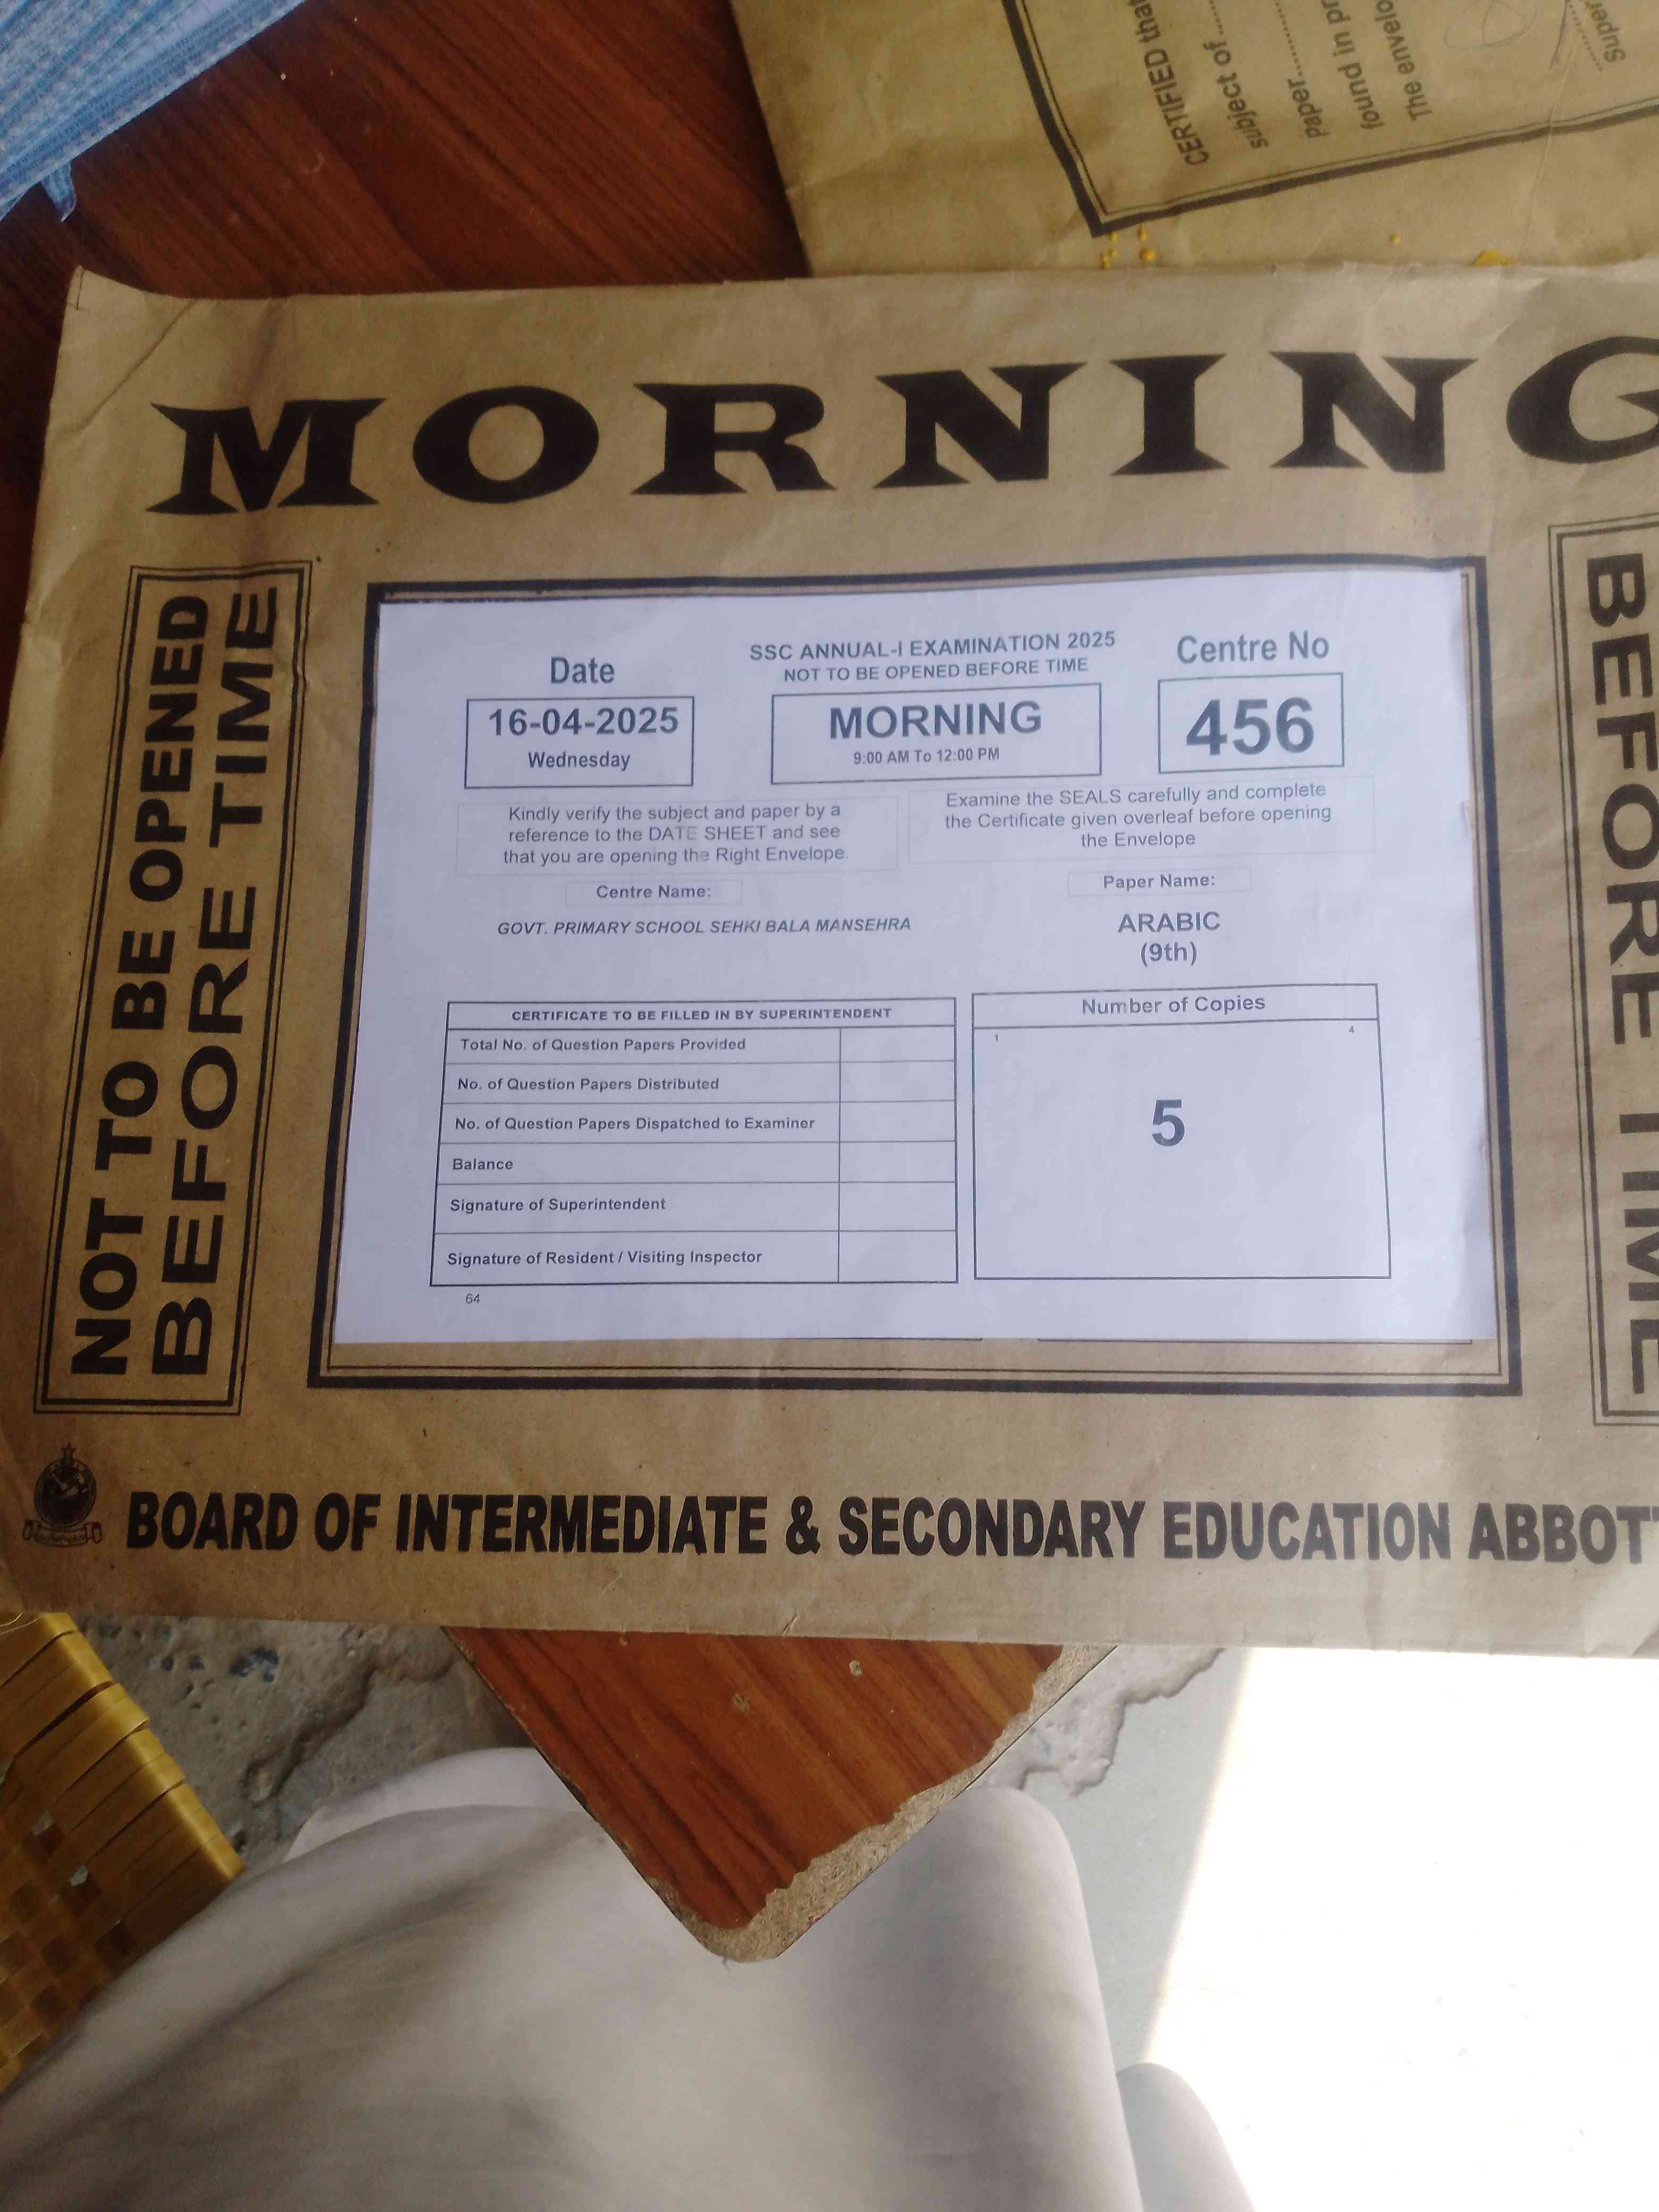 CERTIFIED that
subject of
Paper
found in pr
The envelo
Super
MORNING
NOT TO BE OPENED
BEFORE TIME
BEFORE TIME
SSC ANNUAL-I EXAMINATION 2025
NOT TO BE OPENED BEFORE TIME
Date
16-04-2025
Wednesday
MORNING
9:00 AM To 12:00 PM
Centre No
456
Kindly verify the subject and paper by a
reference to the DATE SHEET and see
that you are opening the Right Envelope.
Examine the SEALS carefully and complete
the Certificate given overleaf before opening
the Envelope
Centre Name:
GOVT. PRIMARY SCHOOL SEHKI BALA MANSEHRA
Paper Name:
ARABIC
(9th)
CERTIFICATE TO BE FILLED IN BY SUPERINTENDENT
Total No. of Question Papers Provided
No. of Question Papers Distributed
No. of Question Papers Dispatched to Examiner
Balance
Signature of Superintendent
Signature of Resident / Visiting Inspector
64
Number of Copies
1 4
5
BOARD OF INTERMEDIATE & SECONDARY EDUCATION ABBOTT